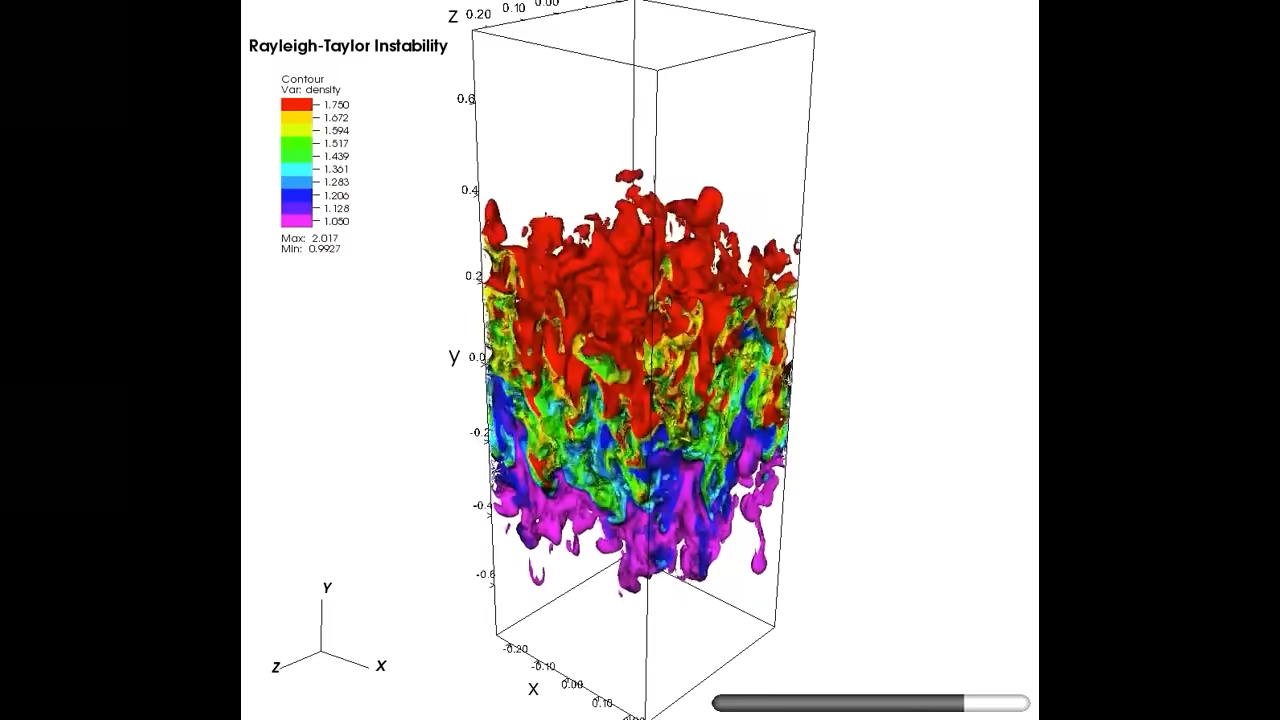 Z 0.20 0.10 0.00
Rayleigh-Taylor Instability
Contour
Var: density
1.750
1.672
1.594
1.517
1.439
1.361
1.283
1.206
1.128
1.050
Max: 2.017
Min: 0.9927
0.6
0.4
0.2
Y 0.0
-0.2
-0.4
-0.6
Y
Z X
-0.20
-0.10
0.00
0.10
X